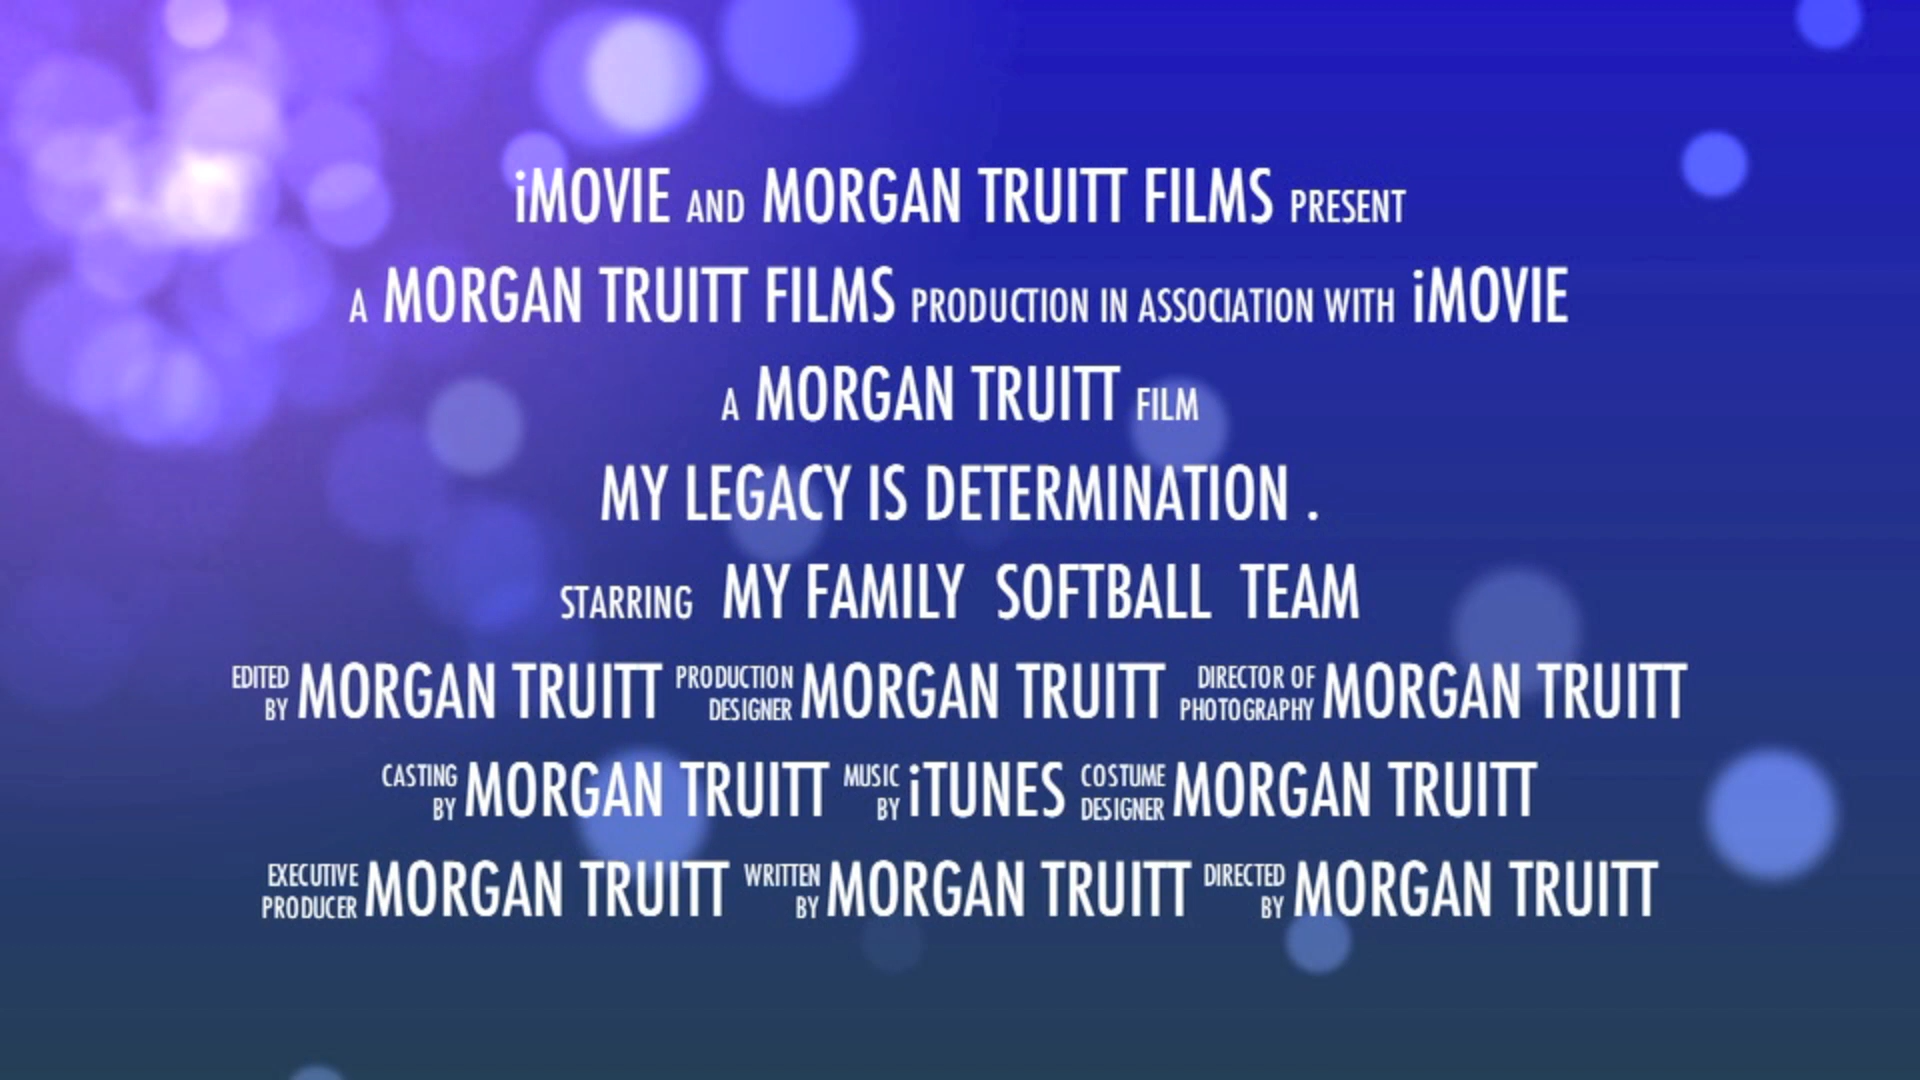 iMOVIE AND MORGAN TRUITT FILMS PRESENT
A MORGAN TRUITT FILMS PRODUCTION IN ASSOCIATION WITH iMOVIE
A MORGAN TRUITT FILM
MY LEGACY IS DETERMINATION .
STARRING MY FAMILY SOFTBALL TEAM
EDITED BY MORGAN TRUITT PRODUCTION DESIGNER MORGAN TRUITT DIRECTOR OF PHOTOGRAPHY MORGAN TRUITT
CASTING BY MORGAN TRUITT MUSIC BY iTUNES COSTUME DESIGNER MORGAN TRUITT
EXECUTIVE PRODUCER MORGAN TRUITT WRITTEN BY MORGAN TRUITT DIRECTED BY MORGAN TRUITT